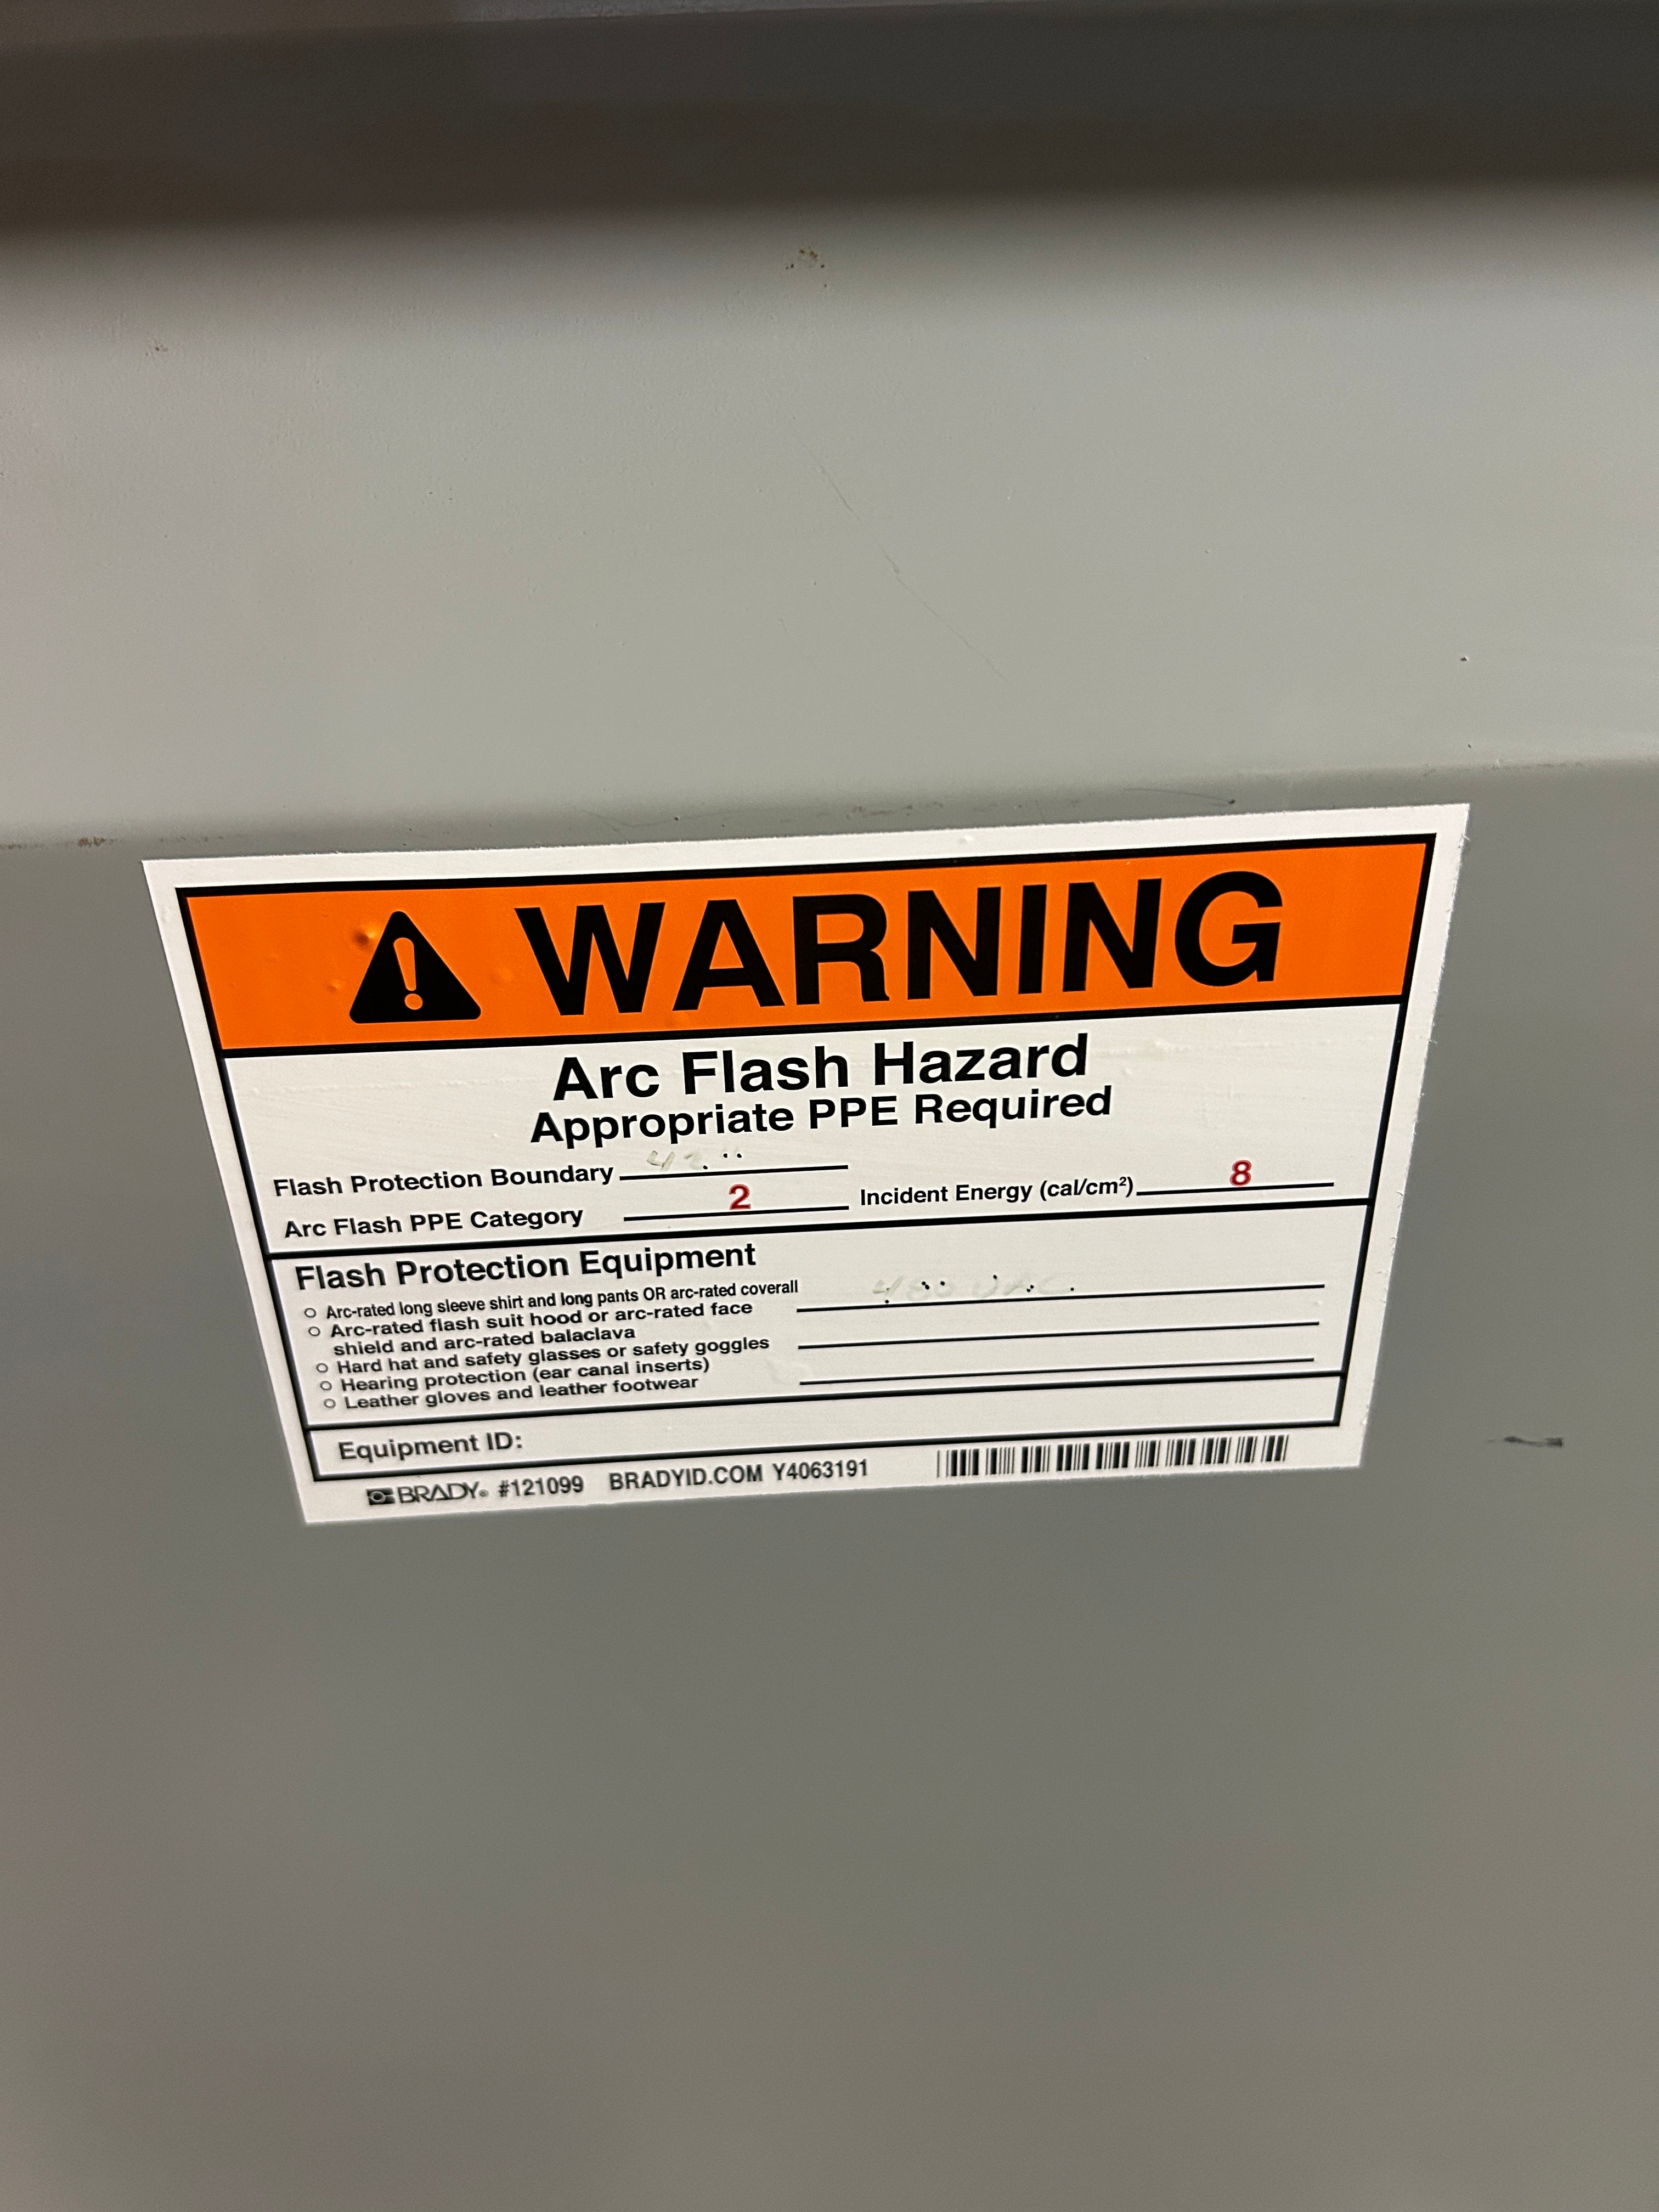 WARNING
Arc Flash Hazard
Appropriate PPE Required
Flash Protection Boundary
Arc Flash PPE Category 2 Incident Energy (cal/cm²) 8
Flash Protection Equipment
○ Arc-rated long sleeve shirt and long pants OR arc-rated coverall
○ Arc-rated flash suit hood or arc-rated face
shield and arc-rated balaclava
○ Hard hat and safety glasses or safety goggles
○ Hearing protection (ear canal inserts)
○ Leather gloves and leather footwear
Equipment ID:
BRADY® #121099 BRADYID.COM Y4063191